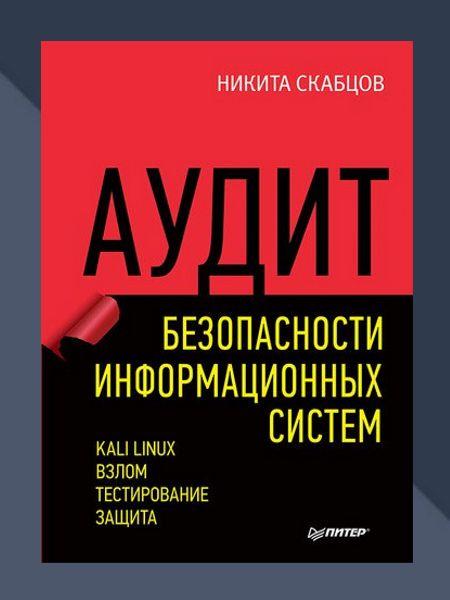 НИКИТА СКАБЦОВ
АУДИТ
БЕЗОПАСНОСТИ
ИНФОРМАЦИОННЫХ
СИСТЕМ
KALI LINUX
ВЗЛОМ
ТЕСТИРОВАНИЕ
ЗАЩИТА
ПИТЕР®